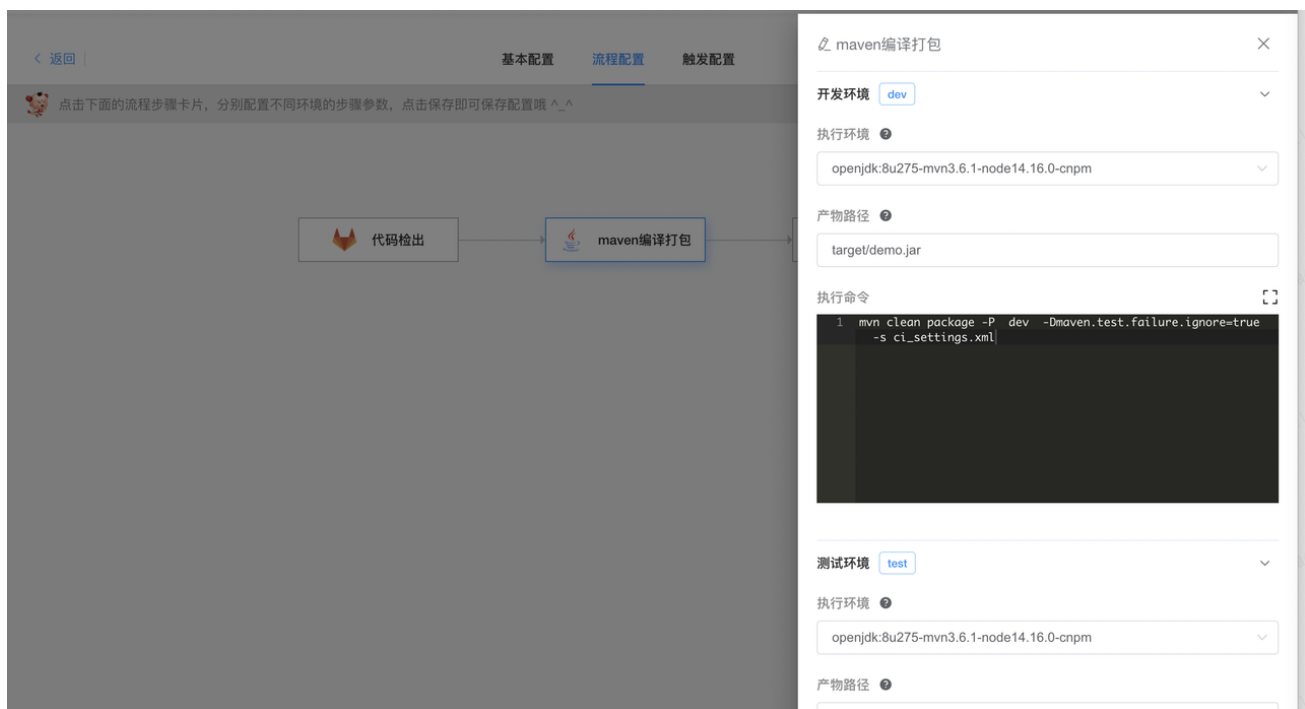 返回
基本配置 流程配置 触发配置
点击下面的流程步骤卡片，分别配置不同环境的步骤参数，点击保存即可保存配置哦 ^_^
代码检出
maven编译打包
maven编译打包
开发环境 dev
执行环境
openjdk:8u275-mvn3.6.1-node14.16.0-cnpm
产物路径
target/demo.jar
执行命令
1 mvn clean package -P  dev  -Dmaven.test.failure.ignore=true
-s ci_settings.xml
测试环境 test
执行环境
openjdk:8u275-mvn3.6.1-node14.16.0-cnpm
产物路径